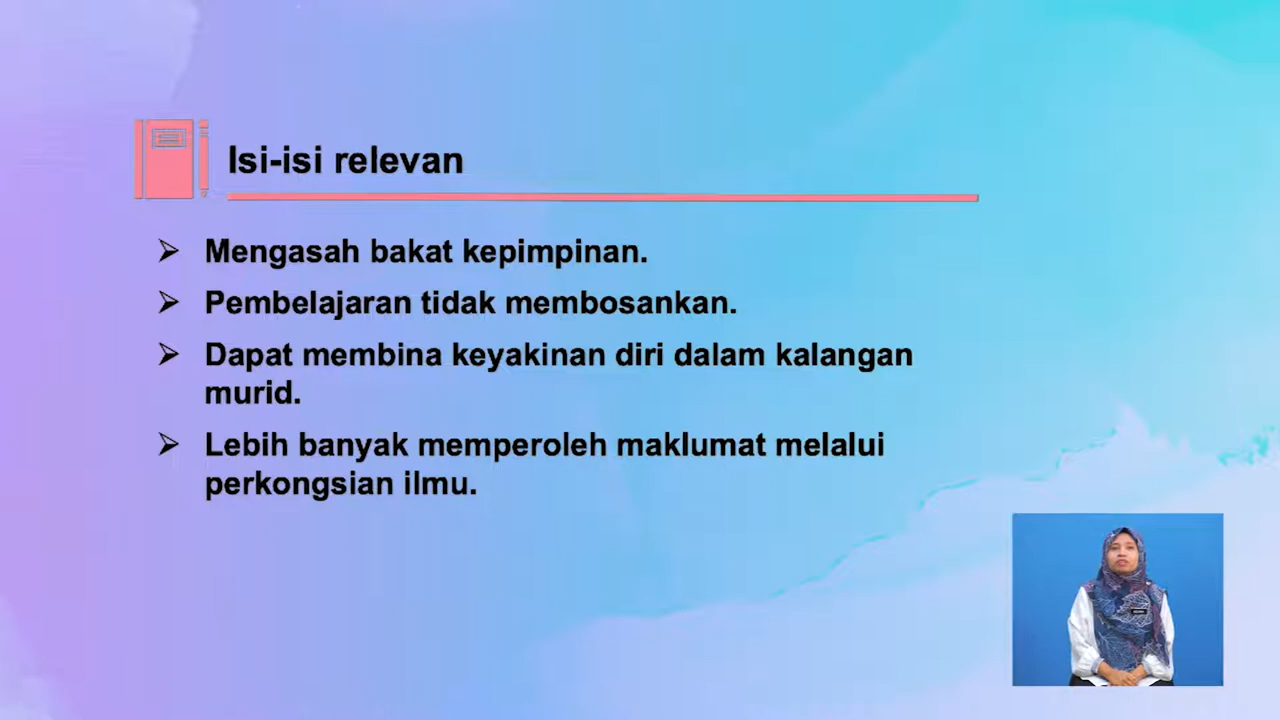 Isi-isi relevan
➢ Mengasah bakat kepimpinan.
➢ Pembelajaran tidak membosankan.
➢ Dapat membina keyakinan diri dalam kalangan
murid.
➢ Lebih banyak memperoleh maklumat melalui
perkongsian ilmu.